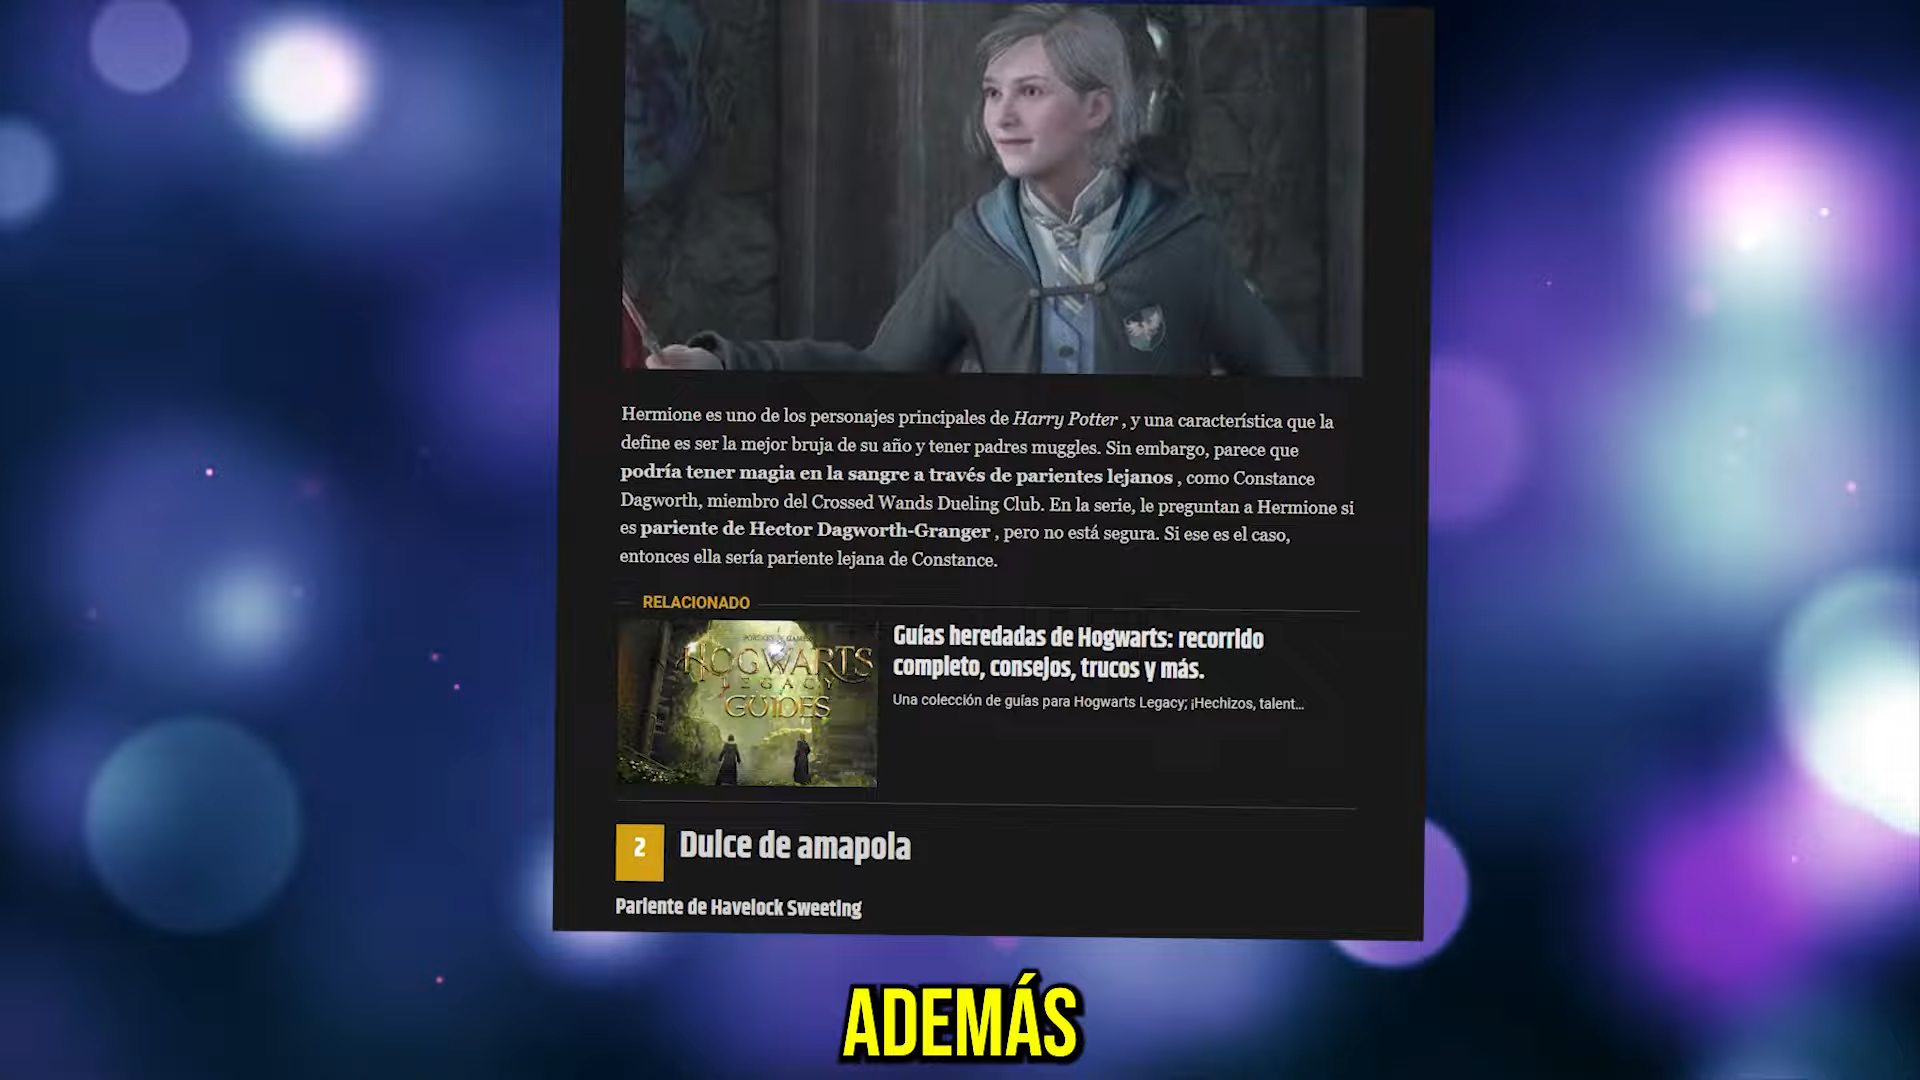 Hermione es uno de los personajes principales de Harry Potter , y una característica que la
define es ser la mejor bruja de su año y tener padres muggles. Sin embargo, parece que
podría tener magia en la sangre a través de parientes lejanos , como Constance
Dagworth, miembro del Crossed Wands Dueling Club. En la serie, le preguntan a Hermione si
es pariente de Hector Dagworth-Granger , pero no está segura. Si ese es el caso,
entonces ella sería pariente lejana de Constance.
RELACIONADO
HOGWARTS
LEGACY
GUIDES
Guías heredadas de Hogwarts: recorrido
completo, consejos, trucos y más.
Una colección de guías para Hogwarts Legacy; ¡Hechizos, talent...
2
Dulce de amapola
Pariente de Havelock Sweeting
ADEMÁS